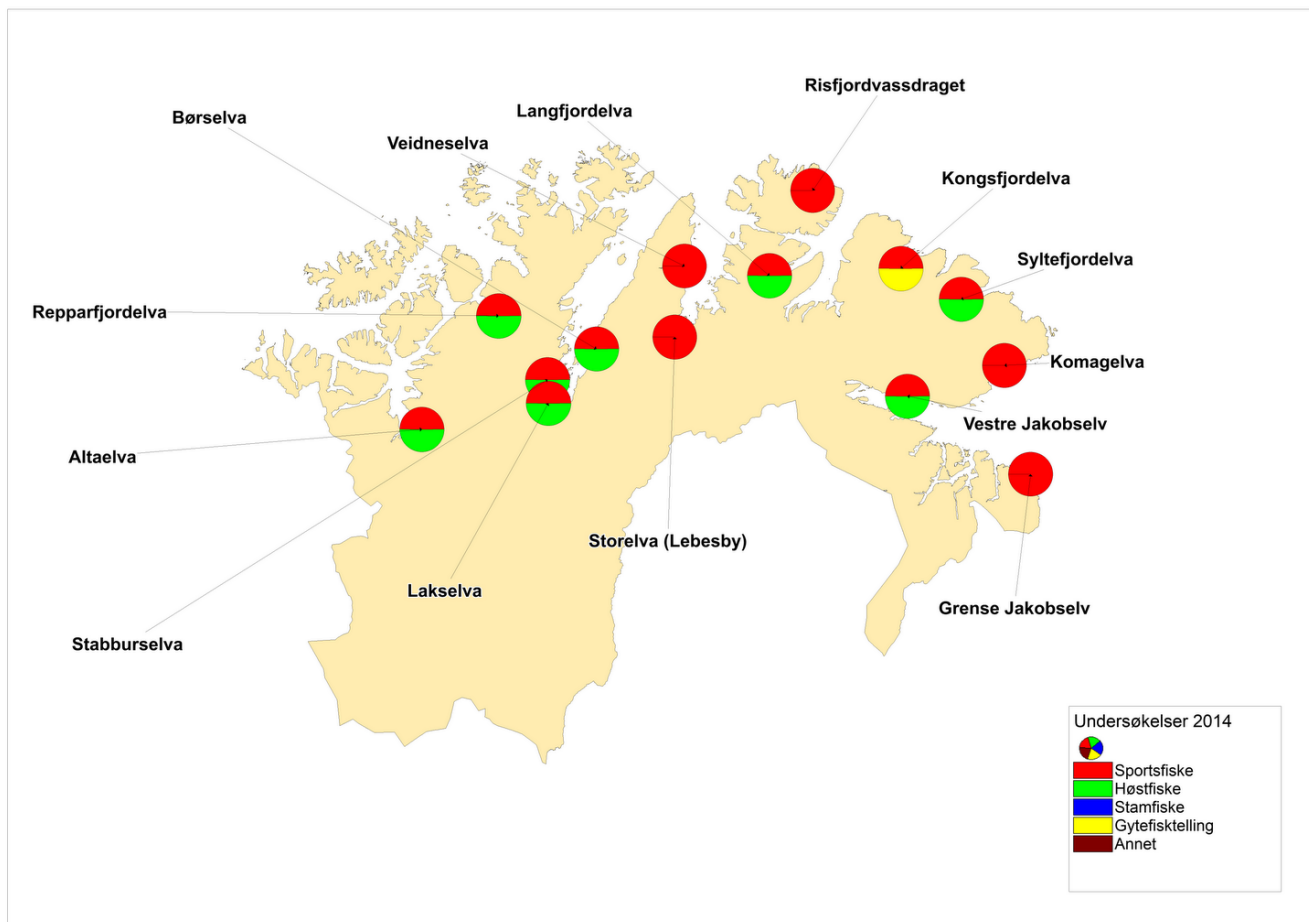 Risfjordvassdraget
Langfjordelva
Børselva
Veidneselva
Kongsfjordelva
Syltefjordelva
Repparfjordelva
Komagelva
Vestre Jakobselv
Altaelva
Storelva (Lebesby)
Lakselva
Grense Jakobselv
Stabburselva
Undersøkelser 2014
Sportsfiske
Høstfiske
Stamfiske
Gytefisktelling
Annet